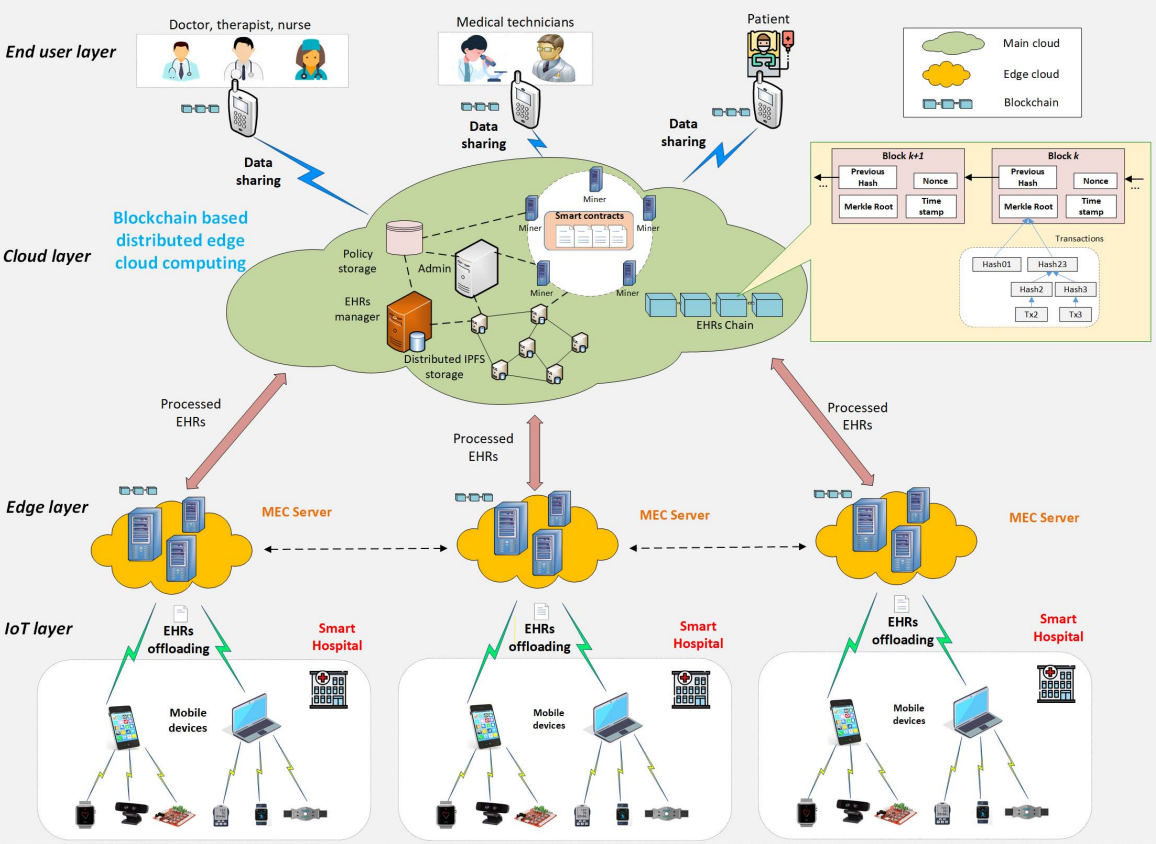 End user layer
Doctor, therapist, nurse
Medical technicians
Patient
Main cloud
Edge cloud
Blockchain
Data
sharing
Data
sharing
Data
sharing
Cloud layer
Blockchain based
distributed edge
cloud computing
Policy
storage
Admin
EHRs
manager
Distributed IPFS
storage
Miner
Miner
Miner
Miner
Miner
Smart contracts
EHRs Chain
Block k+1
Previous
Hash
Nonce
Merkle Root
Time
stamp
...
Block k
Previous
Hash
Nonce
Merkle Root
Time
stamp
...
Transactions
Hash01
Hash23
Hash2
Hash3
Tx2
Tx3
Processed
EHRs
Processed
EHRs
Processed
EHRs
Edge layer
MEC Server
MEC Server
MEC Server
IoT layer
EHRs
offloading
Smart
Hospital
Mobile
devices
EHRs
offloading
Smart
Hospital
Mobile
devices
EHRs
offloading
Smart
Hospital
Mobile
devices